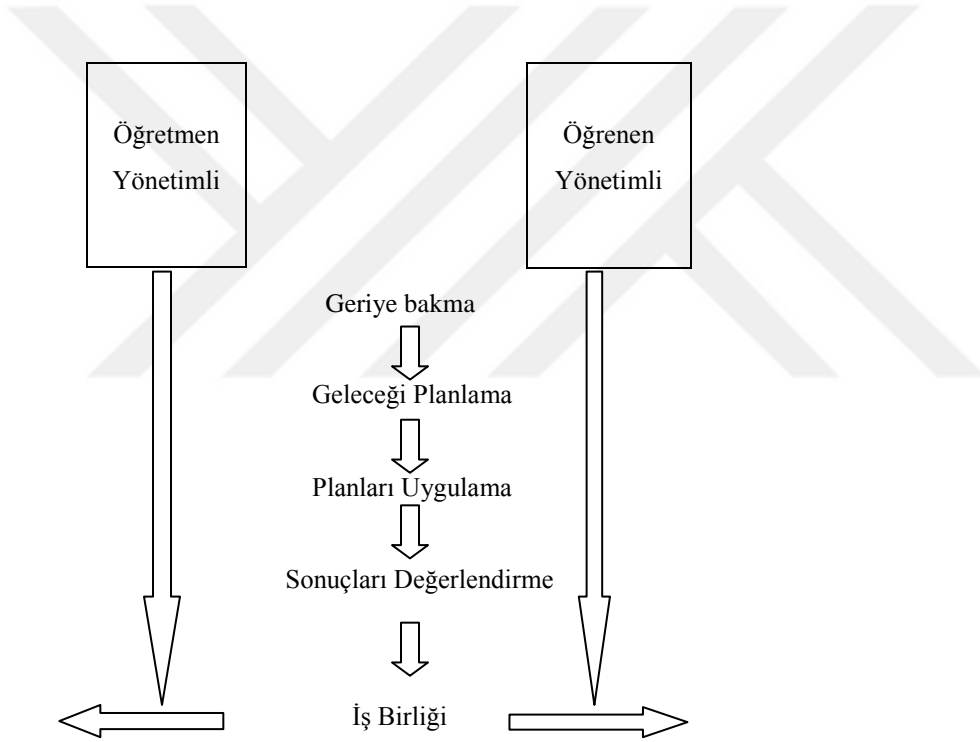 Öğretmen
Yönetimli
Öğrenen
Yönetimli
Geriye bakma
Geleceği Planlama
Planları Uygulama
Sonuçları Değerlendirme
İş Birliği